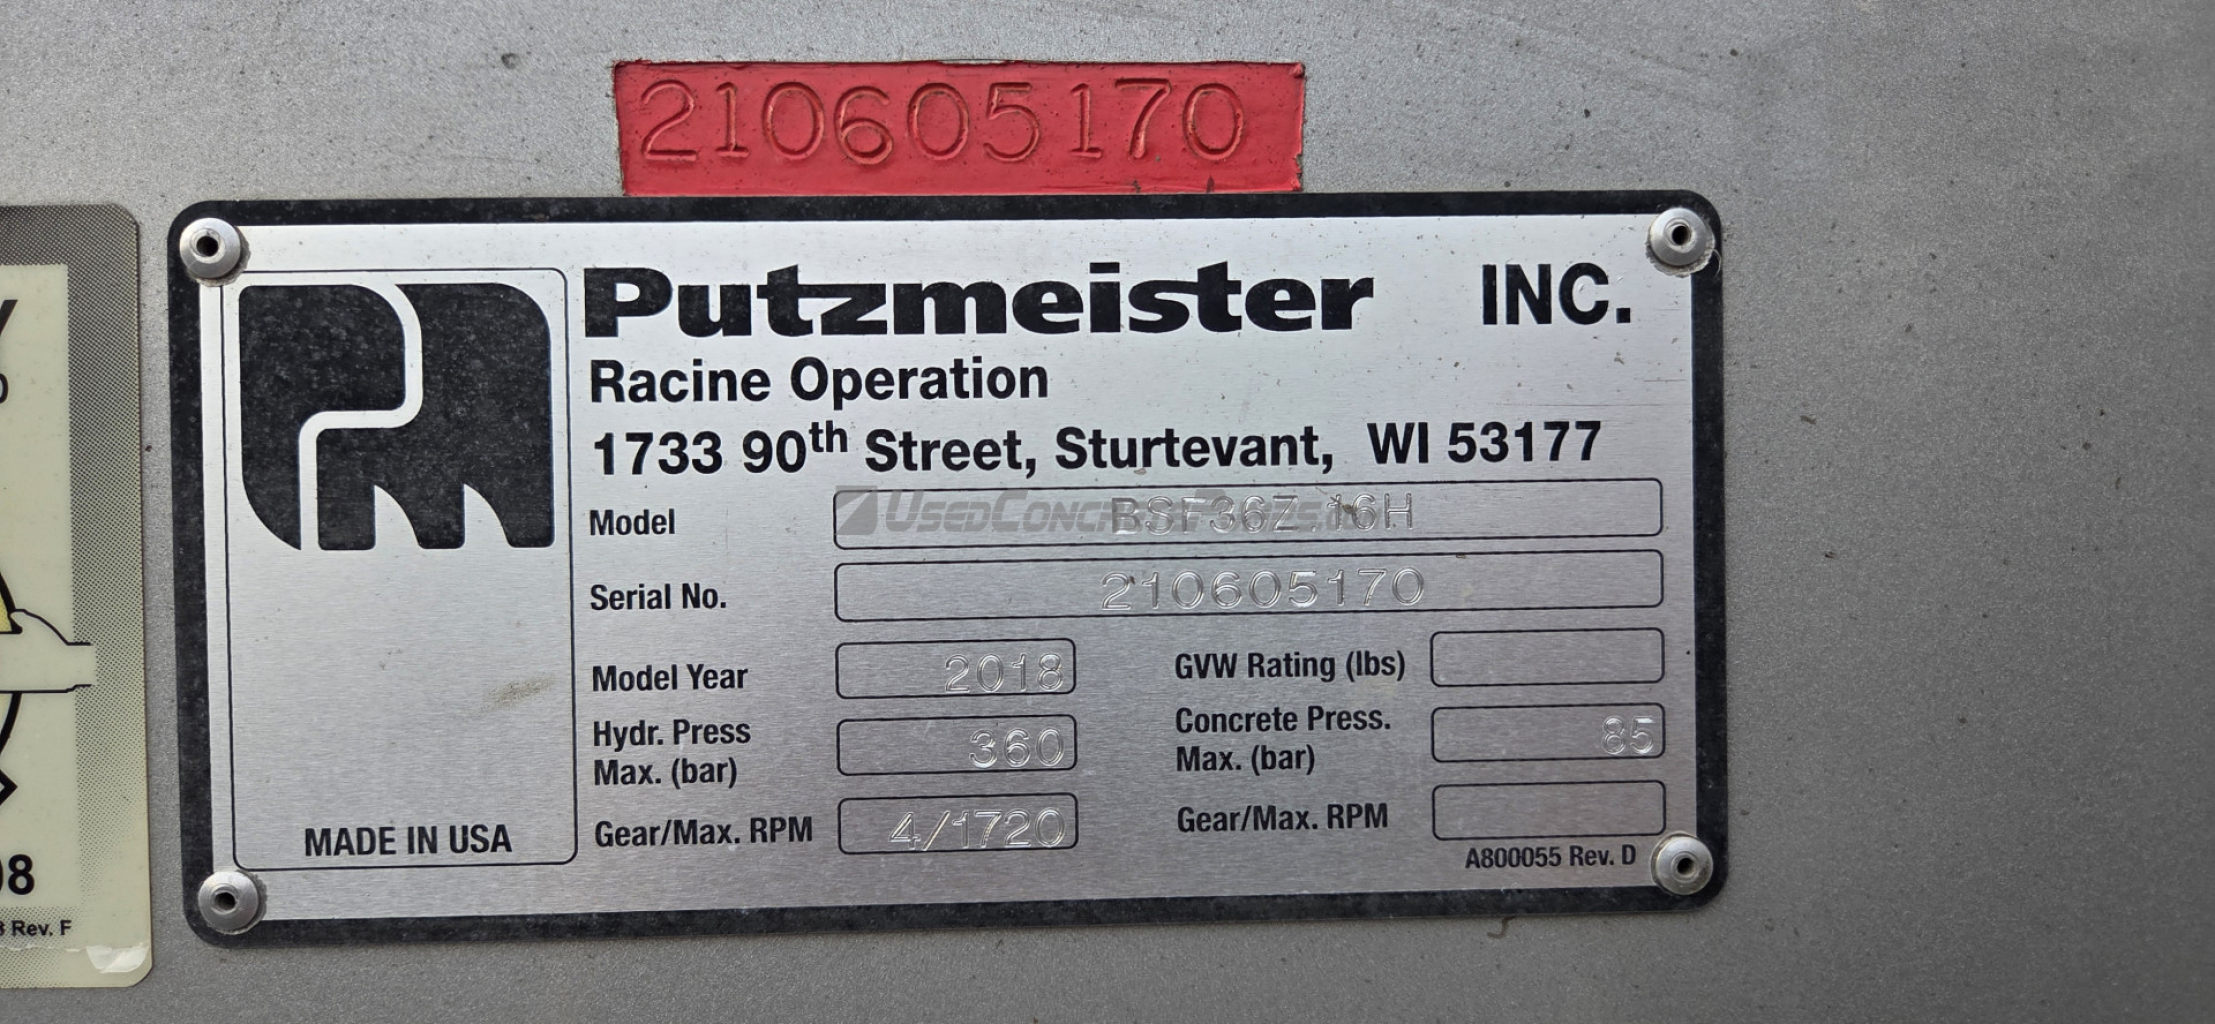 210605170
Putzmeister INC.
Racine Operation
1733 90th Street, Sturtevant, WI 53177
Model BSF36Z.16H
Serial No. 210605170
Model Year 2018
GVW Rating (lbs)
Hydr. Press Max. (bar) 360
Concrete Press. Max. (bar) 85
Gear/Max. RPM 4/1720
Gear/Max. RPM
MADE IN USA
A800055 Rev. D
Rev. F